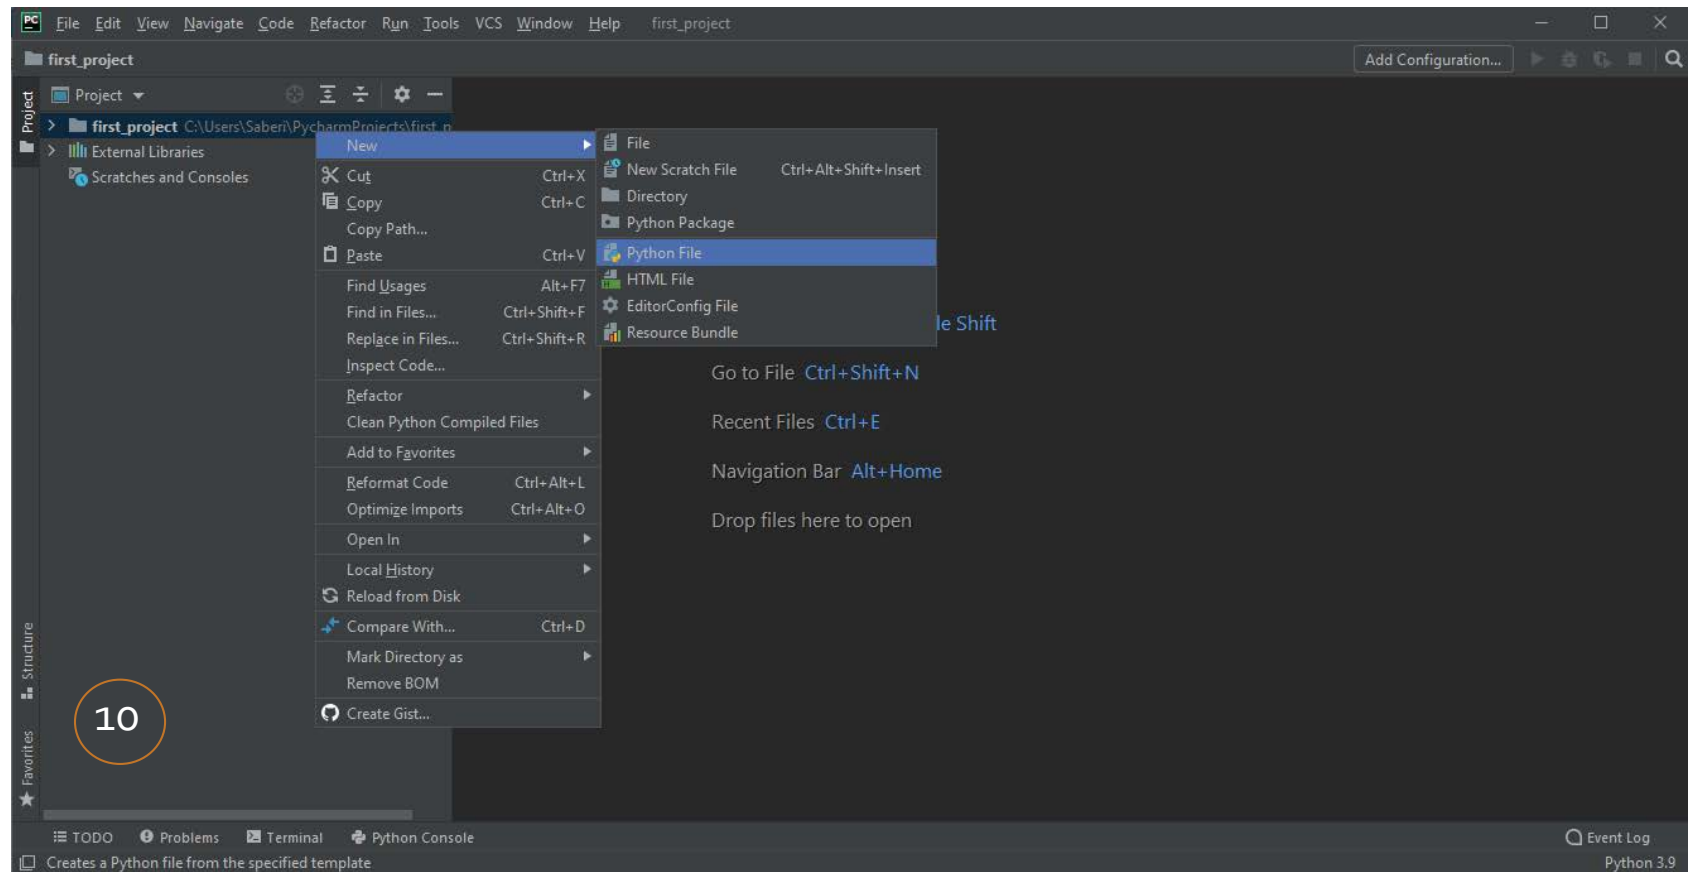 PC File Edit View Navigate Code Refactor Run Tools VCS Window Help first_project
first_project
Add Configuration...
Project
Project
first_project C:\Users\Saberi\PycharmProjects\first_p
External Libraries
Scratches and Consoles
New
Cut Ctrl+X
Copy Ctrl+C
Copy Path...
Paste Ctrl+V
Find Usages Alt+F7
Find in Files... Ctrl+Shift+F
Replace in Files... Ctrl+Shift+R
Inspect Code...
Refactor
Clean Python Compiled Files
Add to Favorites
Reformat Code Ctrl+Alt+L
Optimize Imports Ctrl+Alt+O
Open In
Local History
Reload from Disk
Compare With... Ctrl+D
Mark Directory as
Remove BOM
Create Gist...
File
New Scratch File Ctrl+Alt+Shift+Insert
Directory
Python Package
Python File
HTML File
EditorConfig File
Resource Bundle
le Shift
Go to File Ctrl+Shift+N
Recent Files Ctrl+E
Navigation Bar Alt+Home
Drop files here to open
Structure
Favorites
10
TODO Problems Terminal Python Console
Event Log
Creates a Python file from the specified template
Python 3.9